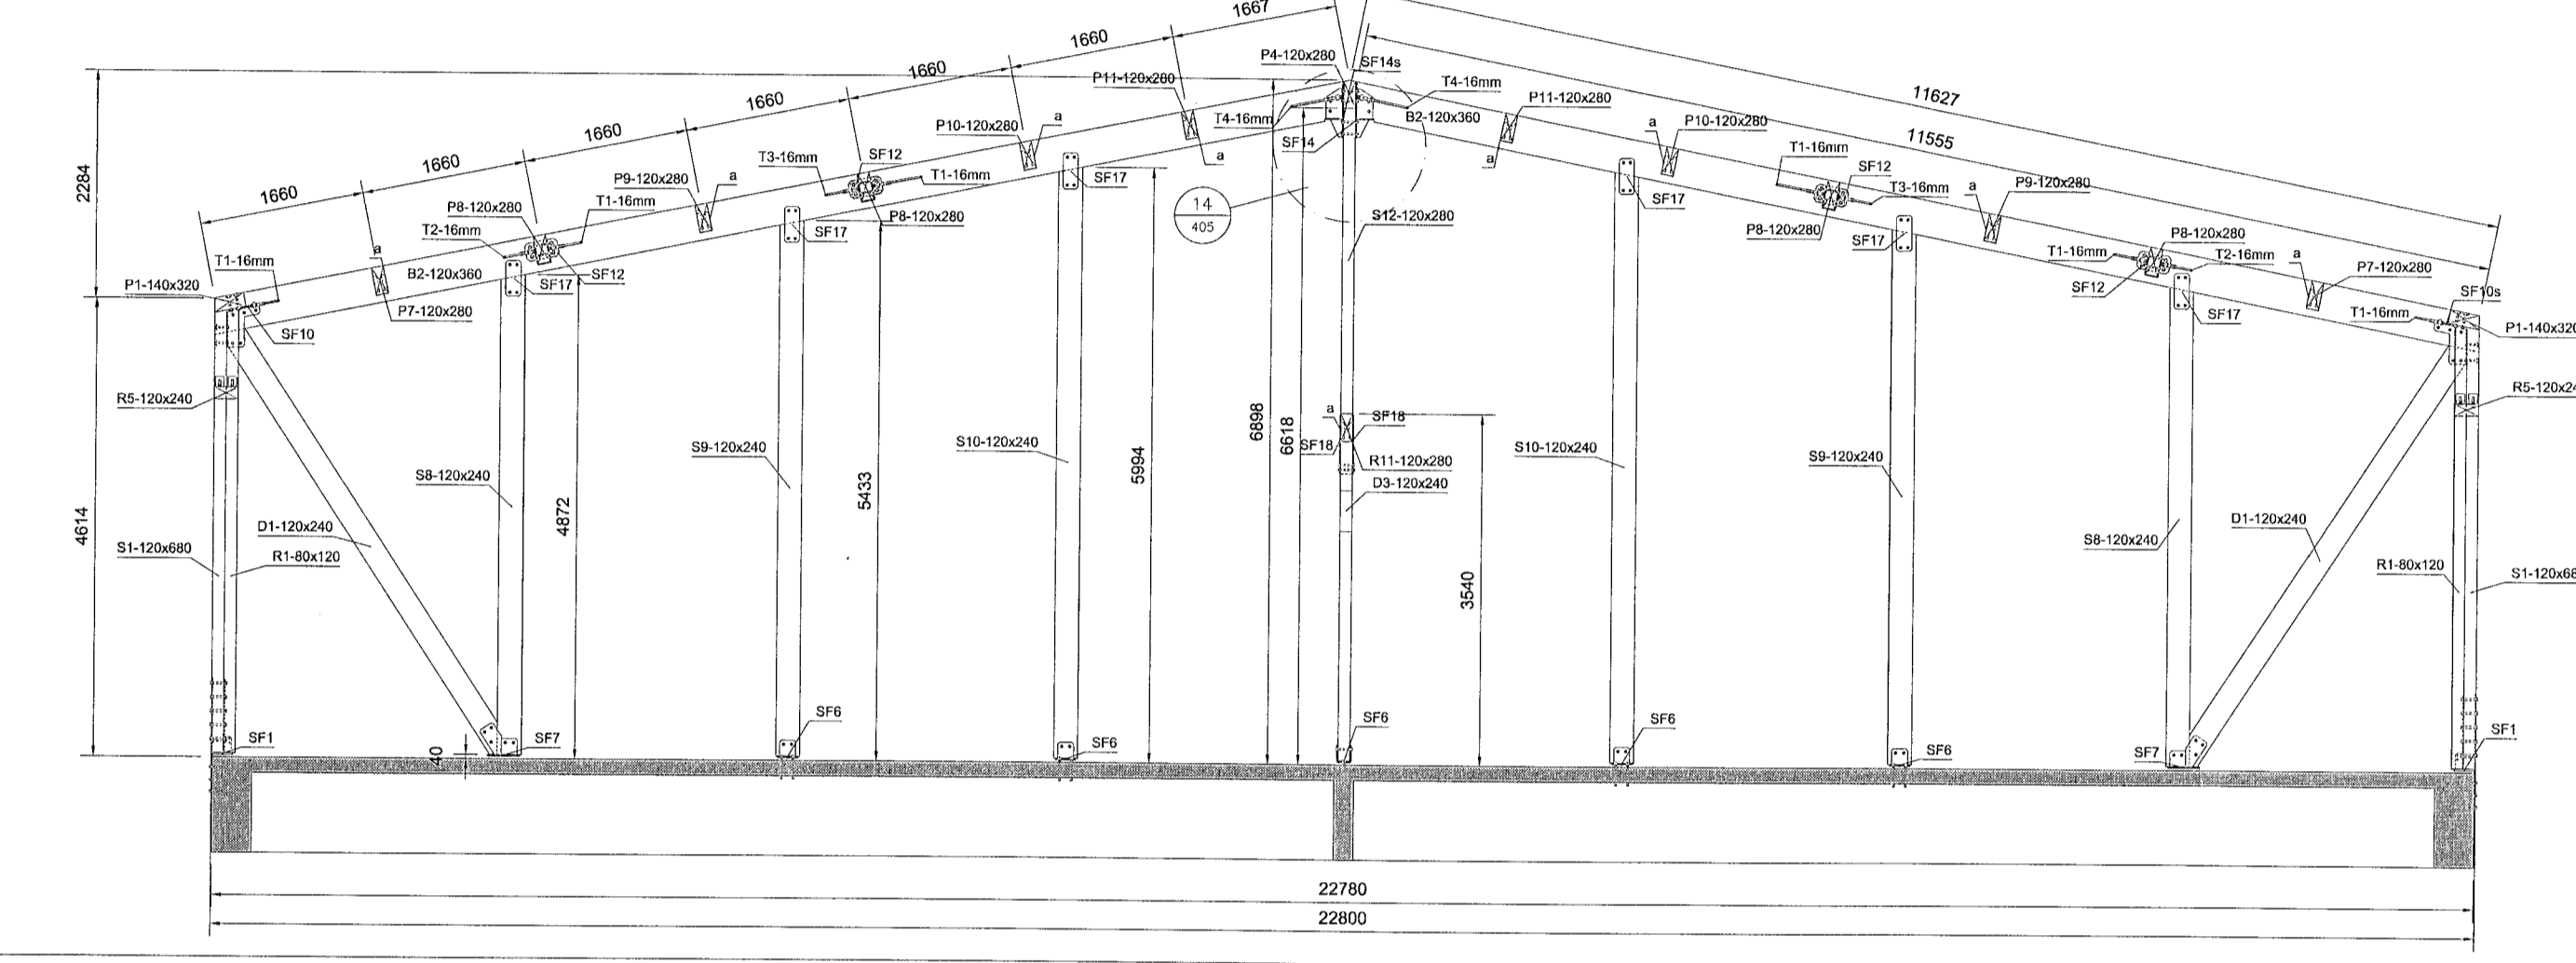 1667
1660
1660
1660
1660
1660
1660
11627
11555
2284
4614
P4-120x280
SF14s
T4-16mm
P11-120x280
T4-16mm
B2-120x360
SF14
P11-120x280
a
a
P10-120x280
a
a
P10-120x280
T3-16mm
SF12
T1-16mm
P8-120x280
SF17
T1-16mm
SF12
T3-16mm
a
P9-120x280
P8-120x280
SF17
SF17
P9-120x280
a
T1-16mm
P8-120x280
T2-16mm
SF17
SF12
SF17
B2-120x360
a
T1-16mm
P1-140x320
P7-120x280
SF10
P8-120x280
T1-16mm
T2-16mm
a
P7-120x280
SF12
SF17
SF10s
T1-16mm
P1-140x320
14
405
S12-120x280
R5-120x240
R5-120x24
a
SF18
SF18
R11-120x280
D3-120x240
6898
6618
5994
5433
4872
3540
S10-120x240
S9-120x240
S8-120x240
D1-120x240
S1-120x680
R1-80x120
S10-120x240
S9-120x240
S8-120x240
D1-120x240
R1-80x120
S1-120x68
SF1
40
SF7
SF6
SF6
SF6
SF6
SF6
SF7
SF1
22780
22800